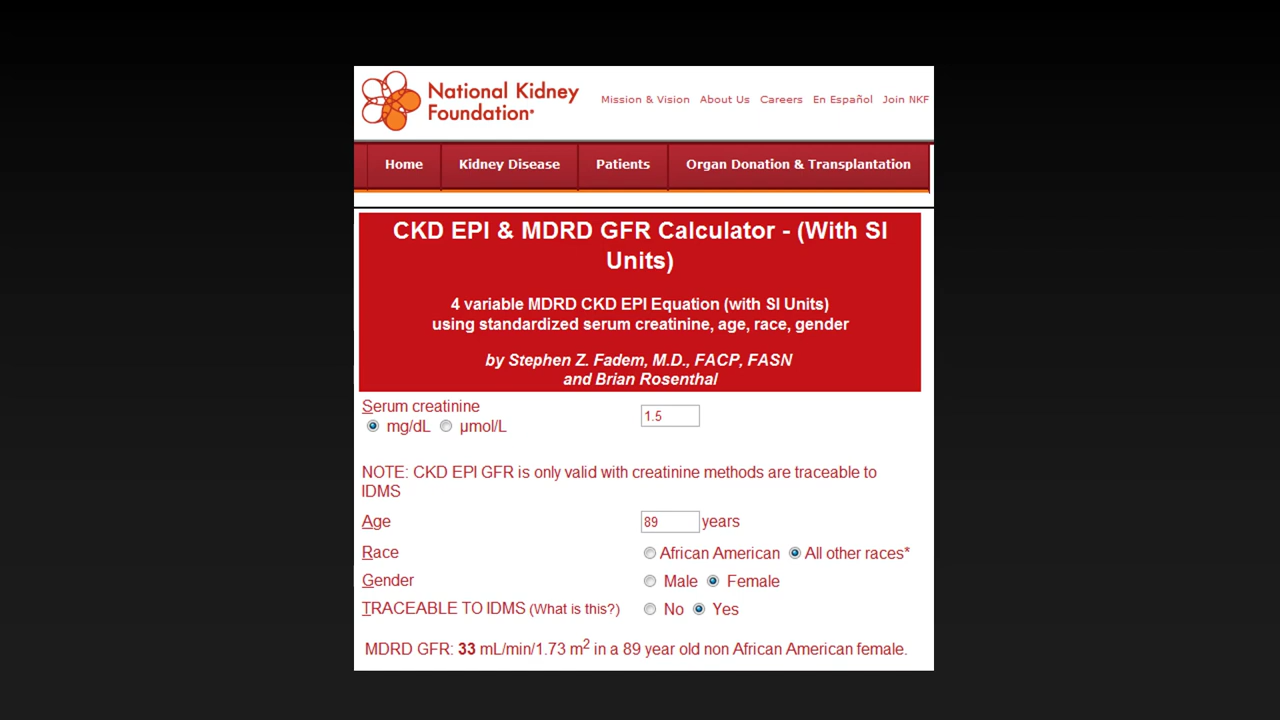 National Kidney
Foundation®
Mission & Vision About Us Careers En Español Join NKF
Home Kidney Disease Patients Organ Donation & Transplantation
CKD EPI & MDRD GFR Calculator - (With SI
Units)
4 variable MDRD CKD EPI Equation (with SI Units)
using standardized serum creatinine, age, race, gender
by Stephen Z. Fadem, M.D., FACP, FASN
and Brian Rosenthal
Serum creatinine
mg/dL µmol/L 1.5
NOTE: CKD EPI GFR is only valid with creatinine methods are traceable to
IDMS
Age 89 years
Race African American All other races*
Gender Male Female
TRACEABLE TO IDMS (What is this?) No Yes
MDRD GFR: 33 mL/min/1.73 m² in a 89 year old non African American female.